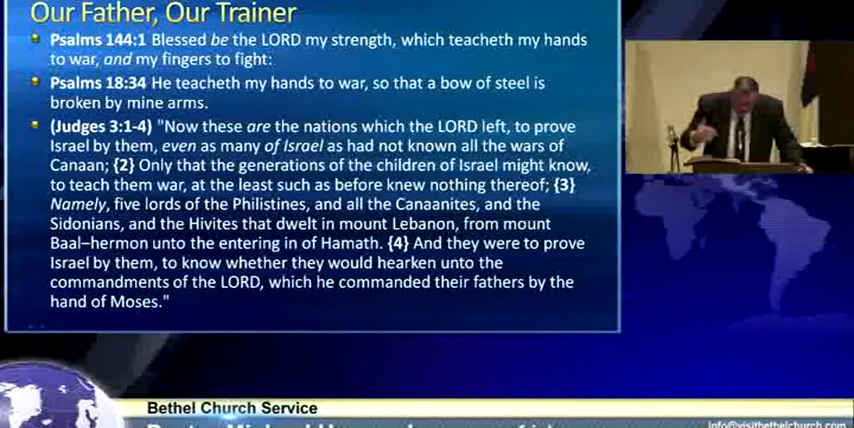 Our Father, Our Trainer
Psalms 144:1 Blessed be the LORD my strength, which teacheth my hands
to war, and my fingers to fight:
Psalms 18:34 He teacheth my hands to war, so that a bow of steel is
broken by mine arms.
(Judges 3:1-4) "Now these are the nations which the LORD left, to prove
Israel by them, even as many of Israel as had not known all the wars of
Canaan; {2} Only that the generations of the children of Israel might know,
to teach them war, at the least such as before knew nothing thereof; {3}
Namely, five lords of the Philistines, and all the Canaanites, and the
Sidonians, and the Hivites that dwelt in mount Lebanon, from mount
Baal–hermon unto the entering in of Hamath. {4} And they were to prove
Israel by them, to know whether they would hearken unto the
commandments of the LORD, which he commanded their fathers by the
hand of Moses."
Bethel Church Service
Info@visitbethelchurch.com